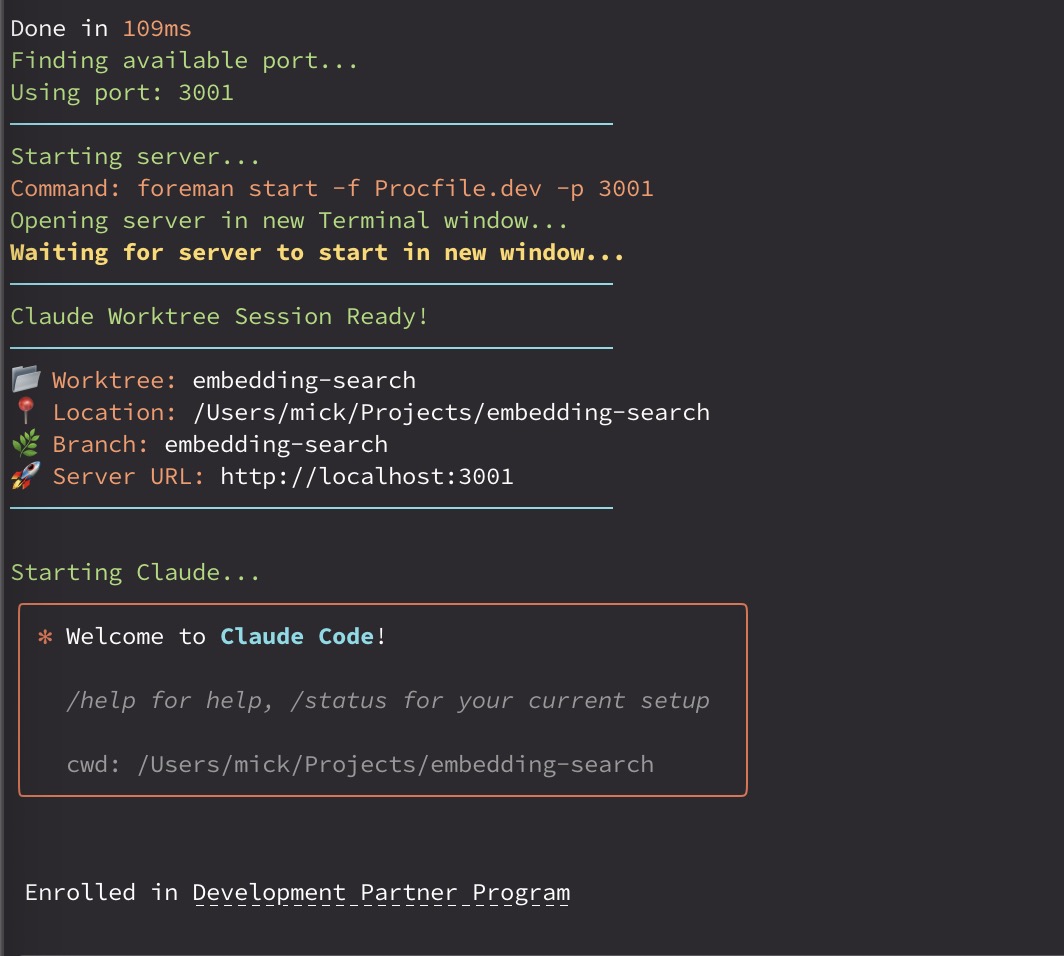 Done in 109ms
Finding available port...
Using port: 3001
Starting server...
Command: foreman start -f Procfile.dev -p 3001
Opening server in new Terminal window...
Waiting for server to start in new window...
Claude Worktree Session Ready!
Worktree: embedding-search
Location: /Users/mick/Projects/embedding-search
Branch: embedding-search
Server URL: http://localhost:3001
Starting Claude...
Welcome to Claude Code!
/help for help, /status for your current setup
cwd: /Users/mick/Projects/embedding-search
Enrolled in Development Partner Program